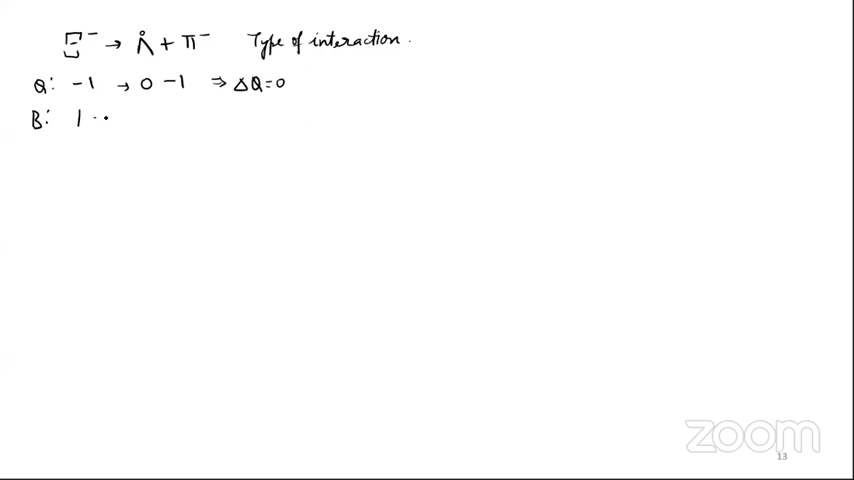 Ξ⁻ → Λ° + π⁻ Type of interaction.
Q: -1 → 0 -1 ⇒ ΔQ=0
B: 1 ..
zoom
13